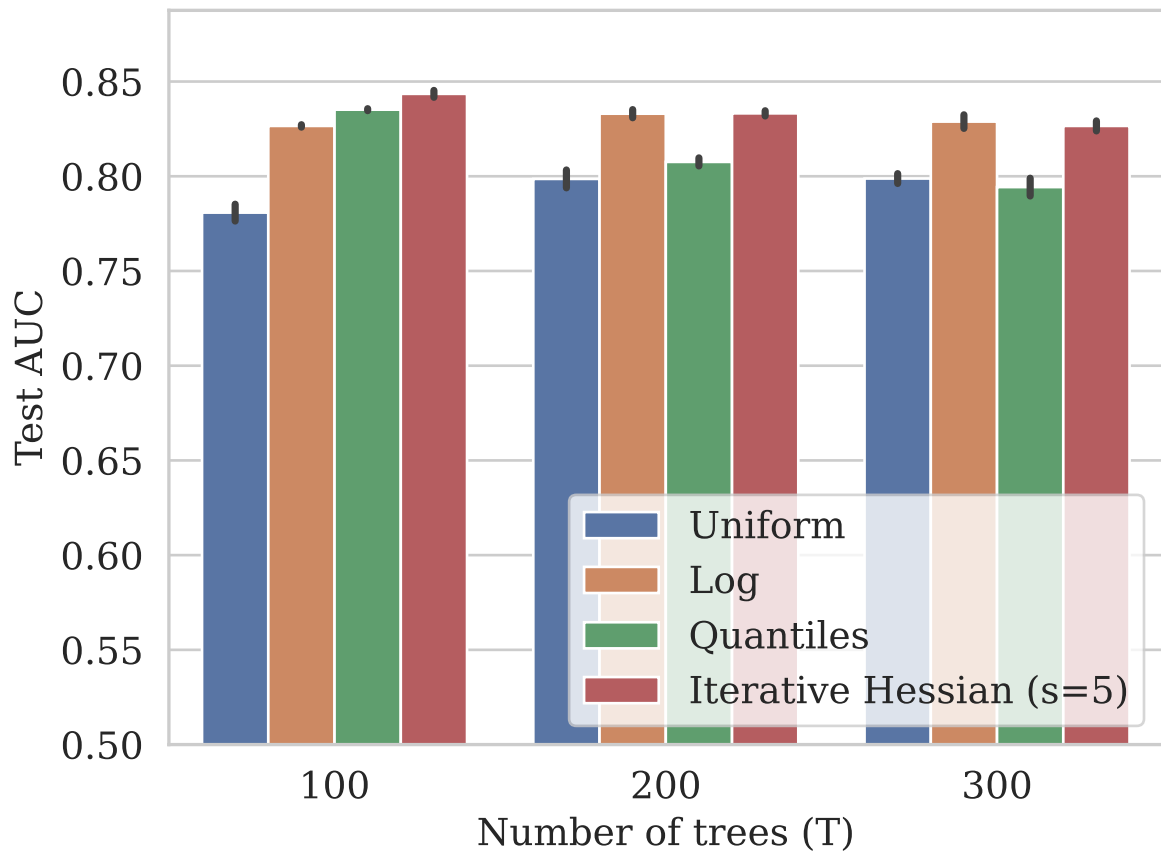 0.85
0.80
0.75
0.70
0.65
0.60
0.55
0.50
Test AUC
Uniform
Log
Quantiles
Iterative Hessian (s=5)
100 200 300
Number of trees (T)